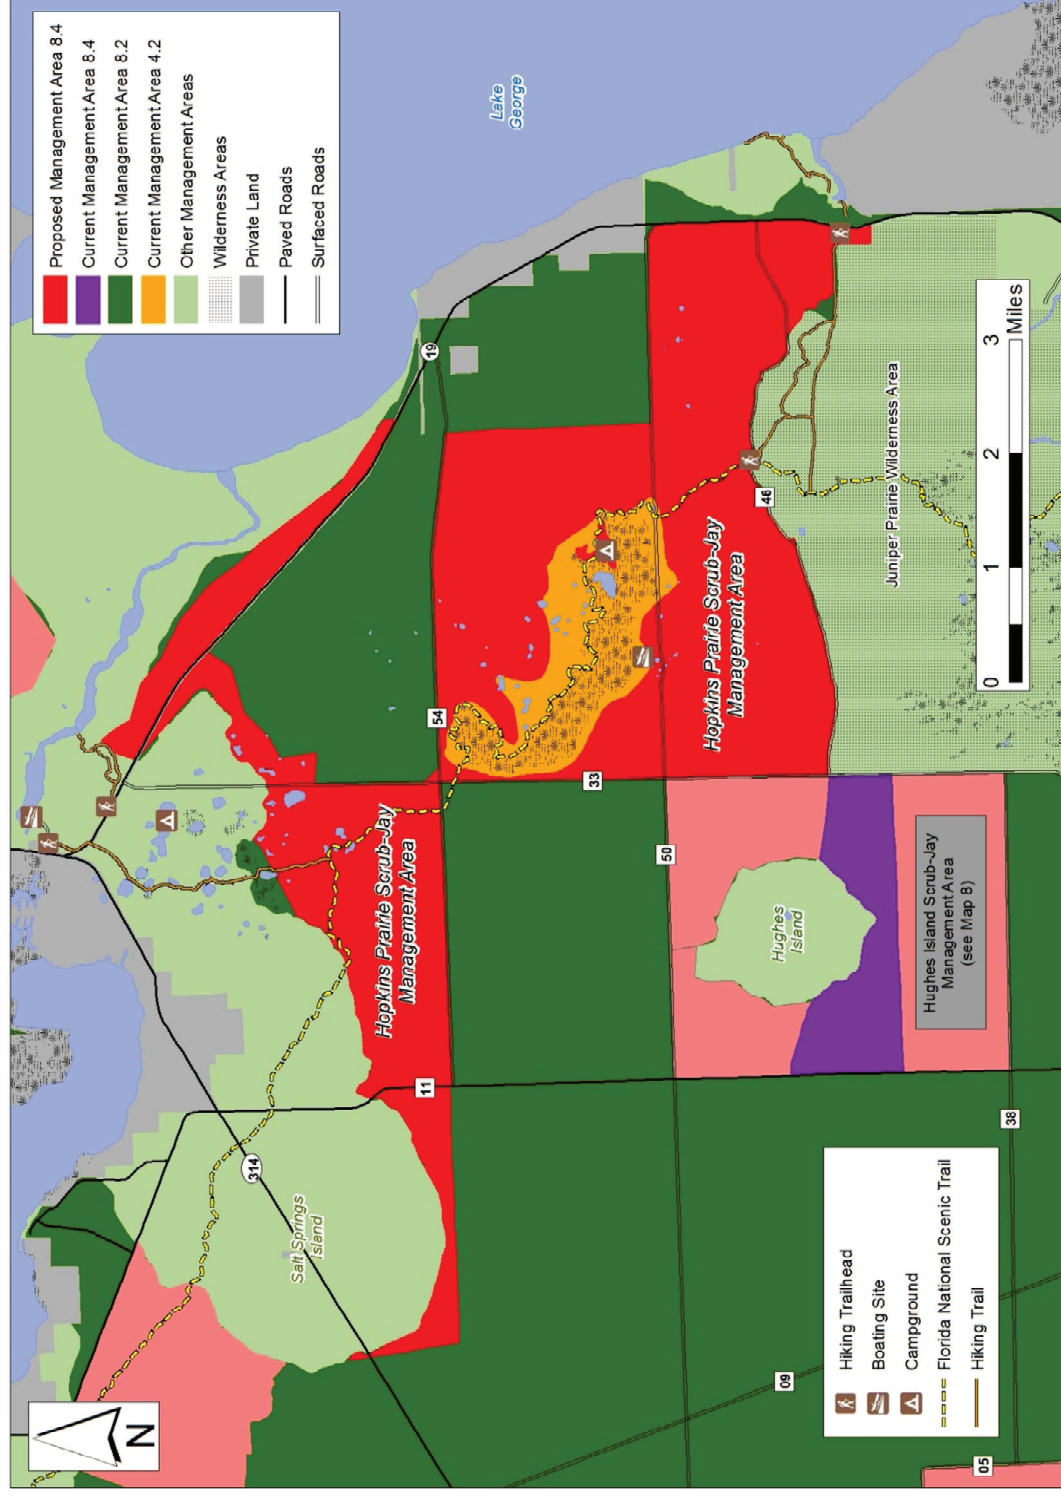 Proposed Management Area 8.4
Current Management Area 8.4
Current Management Area 8.2
Current Management Area 4.2
Other Management Areas
Wilderness Areas
Private Land
Paved Roads
Surfaced Roads
Lake
George
19
54
46
33
50
11
314
38
09
05
Hopkins Prairie Scrub-Jay
Management Area
Hopkins Prairie Scrub-Jay
Management Area
Juniper Prairie Wilderness Area
Hughes
Island
Hughes Island Scrub-Jay
Management Area
(see Map B)
Salt Springs
Island
0
1
2
3
Miles
N
Hiking Trailhead
Boating Site
Campground
Florida National Scenic Trail
Hiking Trail